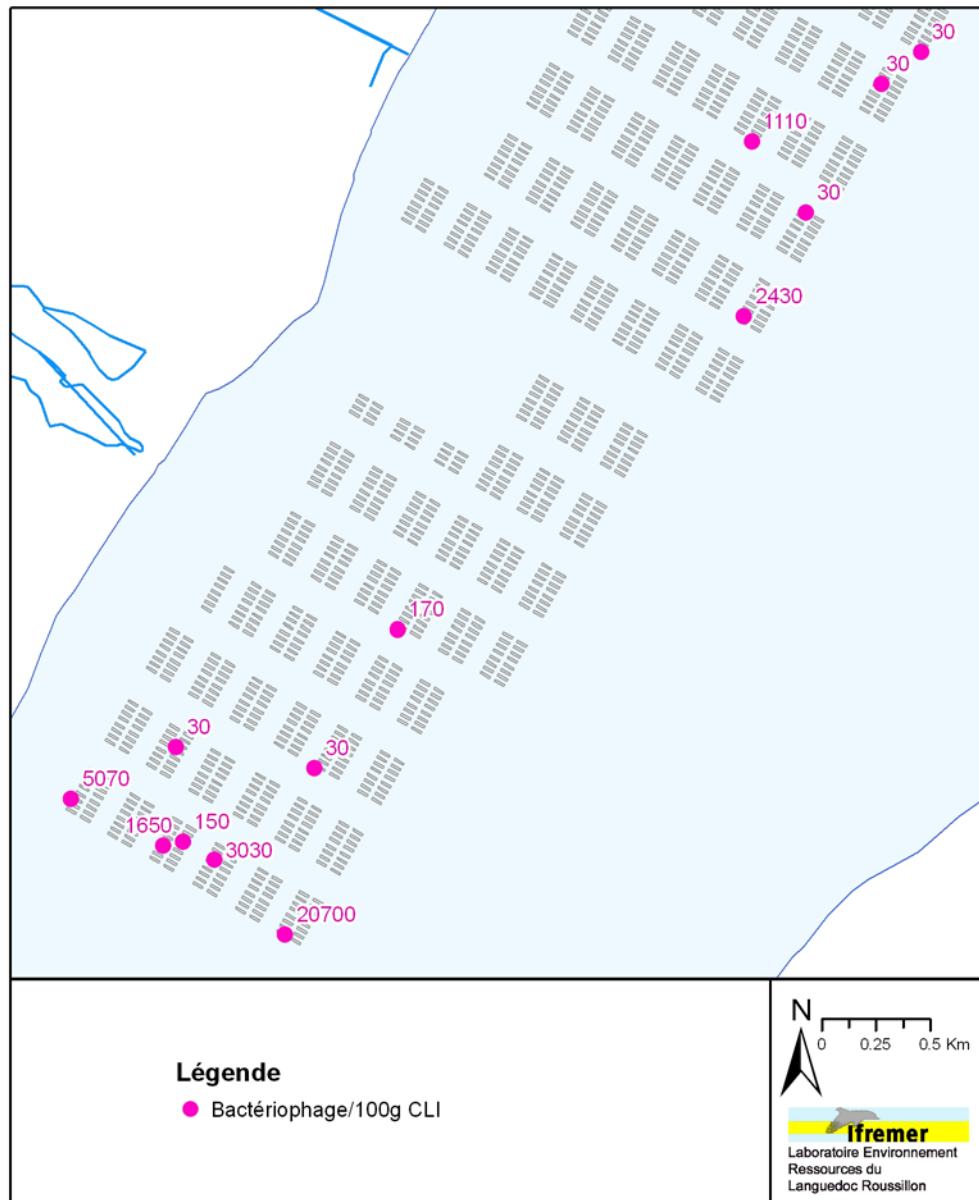 30
30
1110
30
2430
170
30
30
5070
1650
150
3030
20700
Légende
Bactériophage/100g CLI
N
0 0.25 0.5 Km
Ifremer
Laboratoire Environnement
Ressources du
Languedoc Roussillon